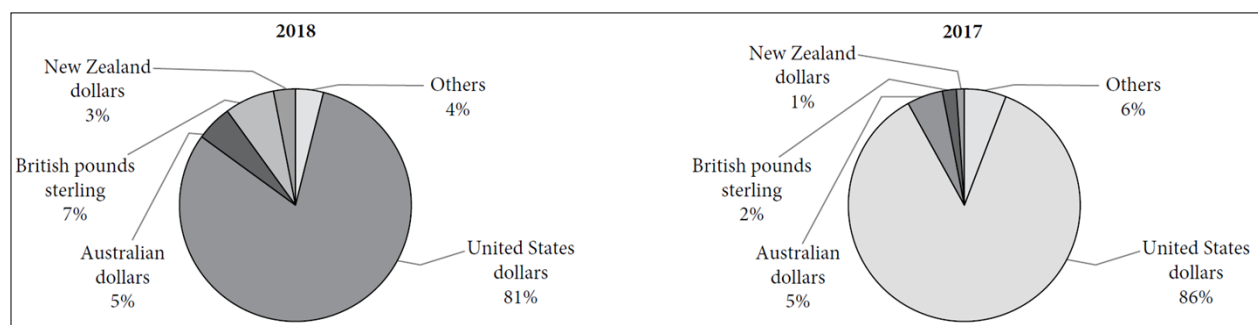 2018
New Zealand
dollars
3%
Others
4%
British pounds
sterling
7%
Australian
dollars
5%
United States
dollars
81%
2017
New Zealand
dollars
1%
Others
6%
British pounds
sterling
2%
Australian
dollars
5%
United States
dollars
86%